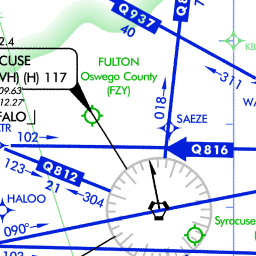 Q937
40
2.4
CUSE
VH) (H) 117
09.63
12.27
FALO
FULTON
Oswego County
(FZY)
KB
311
WA
018
SAEZE
TR
102
Q816
123
21
Q812
304
102
HALOO
090°
Syracuse